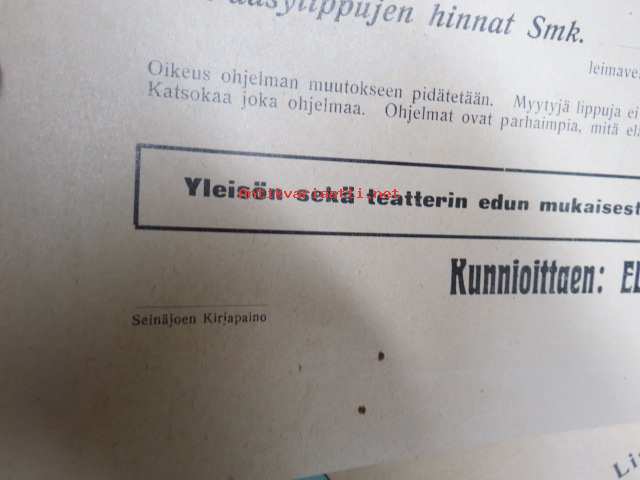 hinnat Smk.
leimave
Oikeus ohjelman muutokseen pidätetään. Myytyjä lippuja ei
Katsokaa joka ohjelmaa. Ohjelmat ovat parhaimpia, mitä
Yleisön sekä teatterin edun mukaisest
Kunnioittaen:
Seinäjoen Kirjapaino